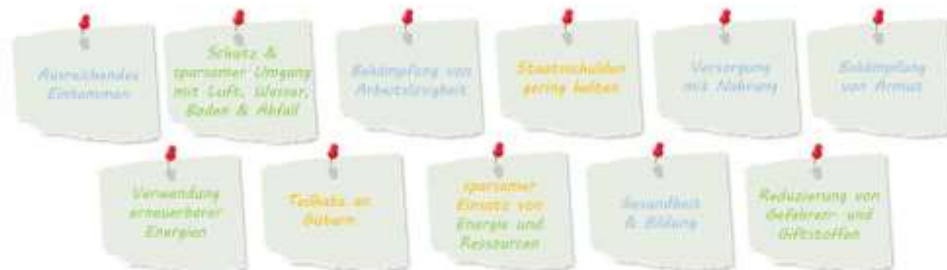 Ausreichendes
Einkommen
Schutz &
sparsamer Umgang
mit Luft, Wasser,
Boden & Abfall
Bekämpfung von
Arbeitslosigkeit
Staatsschulden
gering halten
Versorgung
mit Nahrung
Bekämpfung
von Armut
Verwendung
erneuerbarer
Energien
Teilhabe an
Gütern
sparsamer
Einsatz von
Energie und
Ressourcen
Gesundheit
& Bildung
Reduzierung von
Gefahren- und
Giftstoffen